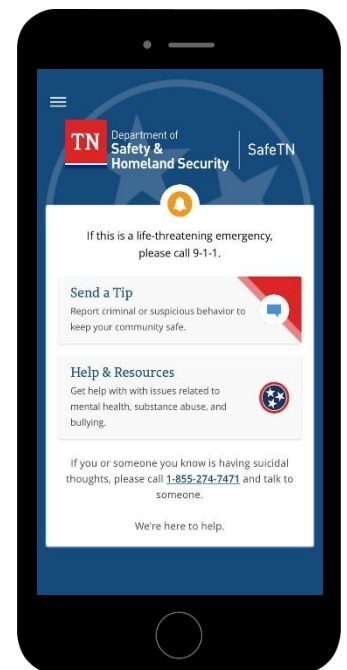 TN
Department of
Safety &
Homeland Security
SafeTN
If this is a life-threatening emergency,
please call 9-1-1.
Send a Tip
Report criminal or suspicious behavior to
keep your community safe.
Help & Resources
Get help with with issues related to
mental health, substance abuse, and
bullying.
If you or someone you know is having suicidal
thoughts, please call 1-855-274-7471 and talk to
someone.
We're here to help.